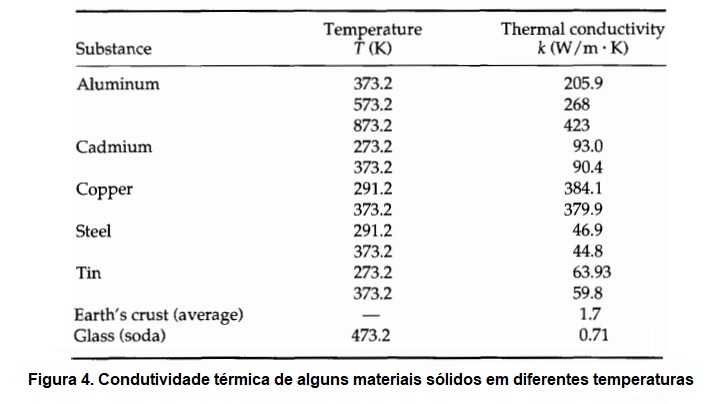 Temperature Thermal conductivity
Substance T (K) k (W/m · K)
Aluminum 373.2 205.9
573.2 268
873.2 423
Cadmium 273.2 93.0
373.2 90.4
Copper 291.2 384.1
373.2 379.9
Steel 291.2 46.9
373.2 44.8
Tin 273.2 63.93
373.2 59.8
Earth's crust (average) — 1.7
Glass (soda) 473.2 0.71
Figura 4. Condutividade térmica de alguns materiais sólidos em diferentes temperaturas